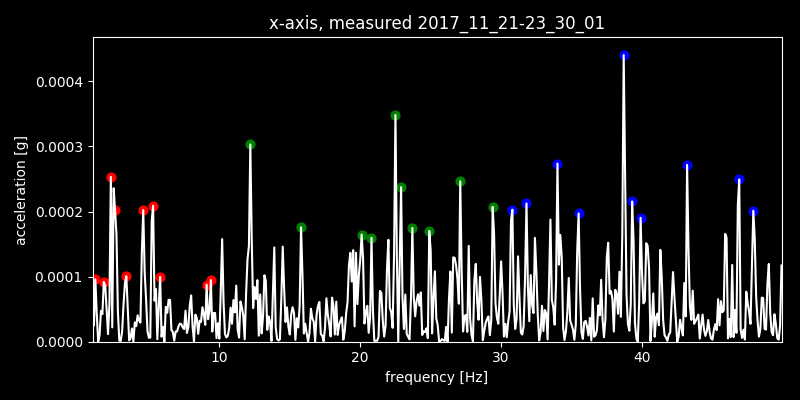 x-axis, measured 2017_11_21-23_30_01
acceleration [g]
0.0004
0.0003
0.0002
0.0001
0.0000
10 20 30 40
frequency [Hz]